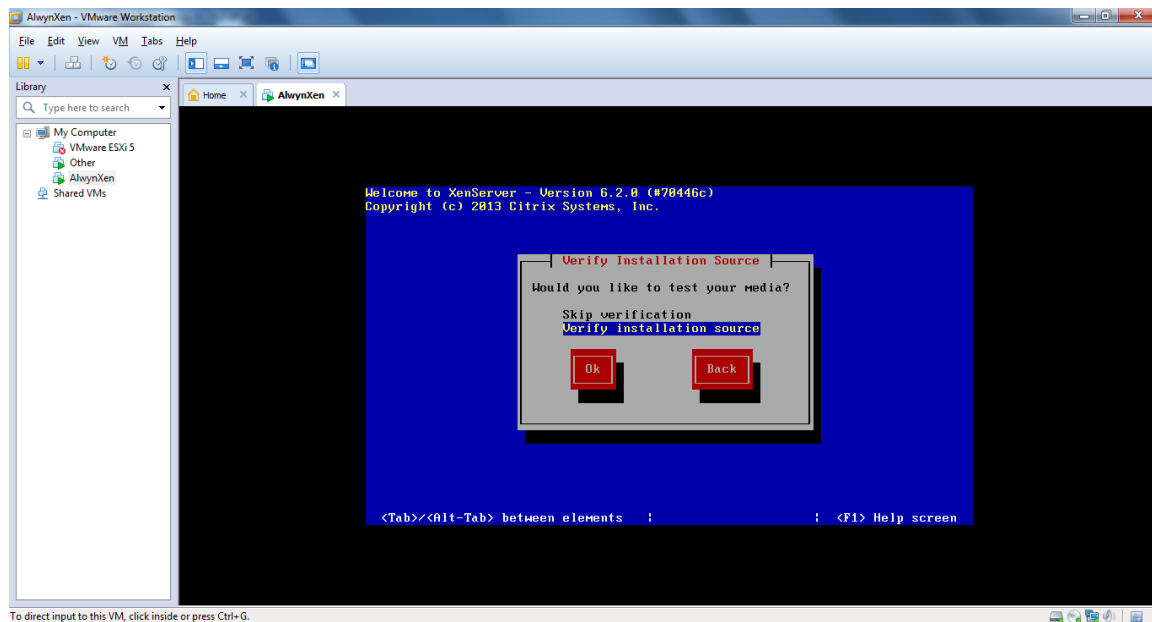 AlwynXen - VMware Workstation
File Edit View VM Tabs Help
Library
Type here to search
Home
AlwynXen
My Computer
VMware ESXi 5
Other
AlwynXen
Shared VMs
Welcome to XenServer - Version 6.2.0 (#70446c)
Copyright (c) 2013 Citrix Systems, Inc.
Verify Installation Source
Would you like to test your media?
Skip verification
Verify installation source
Ok Back
<Tab>/<Alt-Tab> between elements | | <F1> Help screen
To direct input to this VM, click inside or press Ctrl+G.